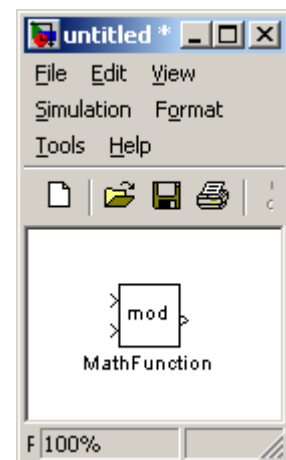 untitled *
File Edit View
Simulation Format
Tools Help
mod
MathFunction
F 100%